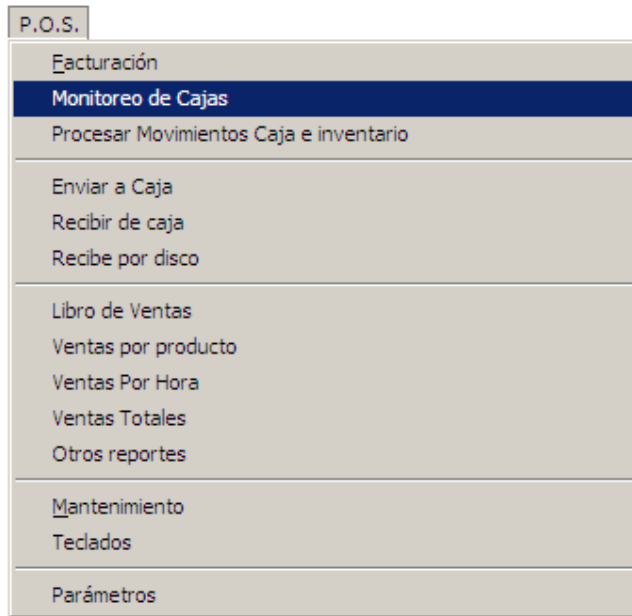 P.O.S.
Facturación
Monitoreo de Cajas
Procesar Movimientos Caja e inventario
Enviar a Caja
Recibir de caja
Recibe por disco
Libro de Ventas
Ventas por producto
Ventas Por Hora
Ventas Totales
Otros reportes
Mantenimiento
Teclados
Parámetros